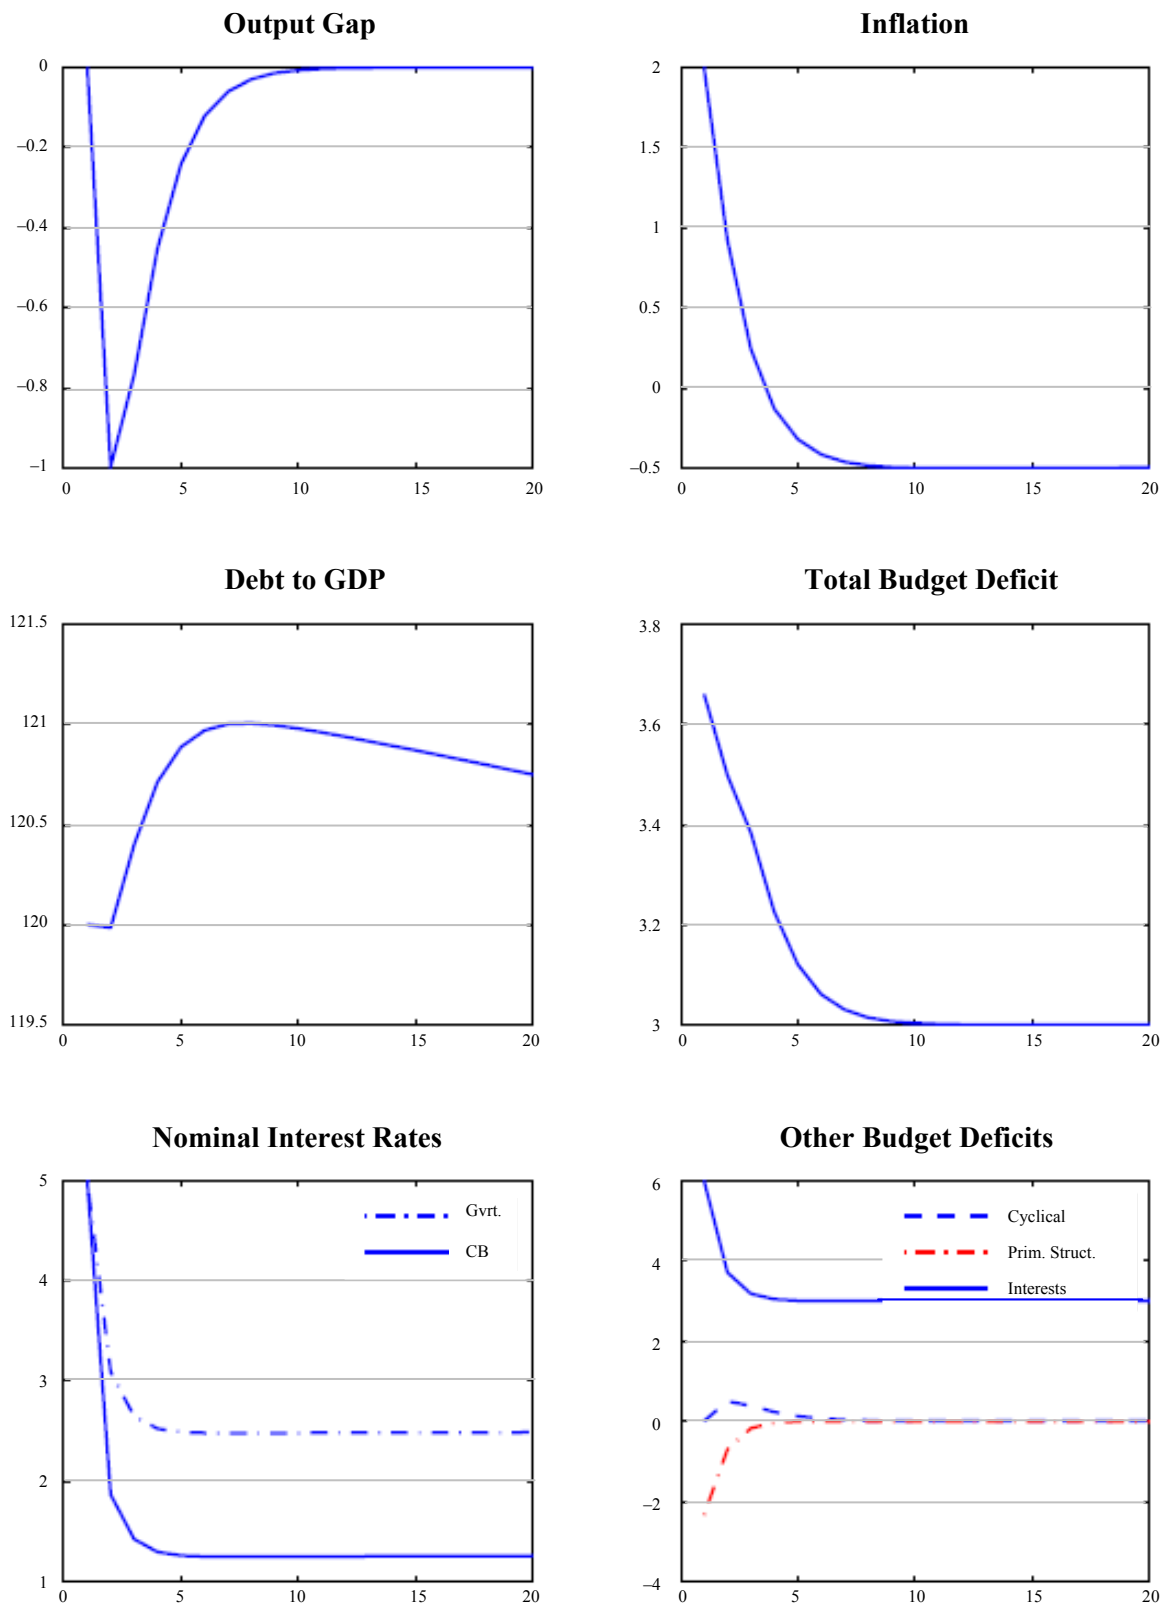 Output Gap
0
–0.2
–0.4
–0.6
–0.8
–1
0 5 10 15 20
Inflation
2
1.5
1
0.5
0
–0.5
0 5 10 15 20
Debt to GDP
121.5
121
120.5
120
119.5
0 5 10 15 20
Total Budget Deficit
3.8
3.6
3.4
3.2
3
0 5 10 15 20
Nominal Interest Rates
5
4
3
2
1
0 5 10 15 20
Gvrt.
CB
Other Budget Deficits
6
4
2
0
–2
–4
0 5 10 15 20
Cyclical
Prim. Struct.
Interests